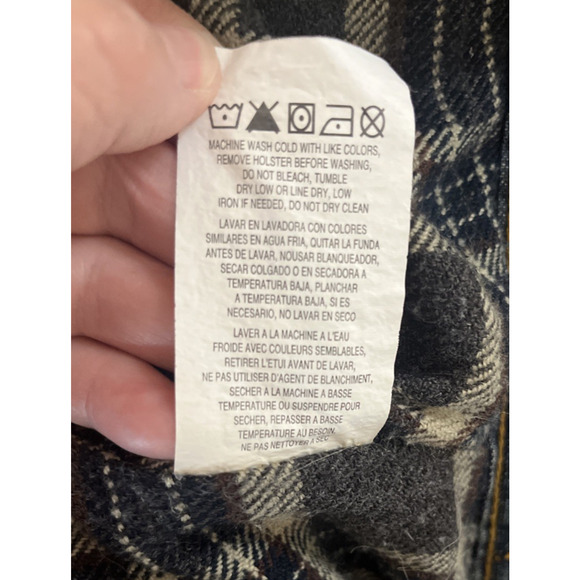 MACHINE WASH COLD WITH LIKE COLORS,
REMOVE HOLSTER BEFORE WASHING,
DO NOT BLEACH, TUMBLE
DRY LOW OR LINE DRY, LOW
IRON IF NEEDED, DO NOT DRY CLEAN
LAVAR EN LAVADORA CON COLORES
SIMILARES EN AGUA FRIA, QUITAR LA FUNDA
ANTES DE LAVAR, NOUSAR BLANQUEADOR,
SECAR COLGADO O EN SECADORA A
TEMPERATURA BAJA, PLANCHAR
A TEMPERATURA BAJA, SI ES
NECESARIO, NO LAVAR EN SECO
LAVER A LA MACHINE A L'EAU
FROIDE AVEC COULEURS SEMBLABLES,
RETIRER L'ETUI AVANT DE LAVAR,
NE PAS UTILISER D'AGENT DE BLANCHIMENT,
SECHER A LA MACHINE A BASSE
TEMPERATURE OU SUSPENDRE POUR
SECHER, REPASSER A BASSE
TEMPERATURE AU BESOIN,
NE PAS NETTOYER A SEC